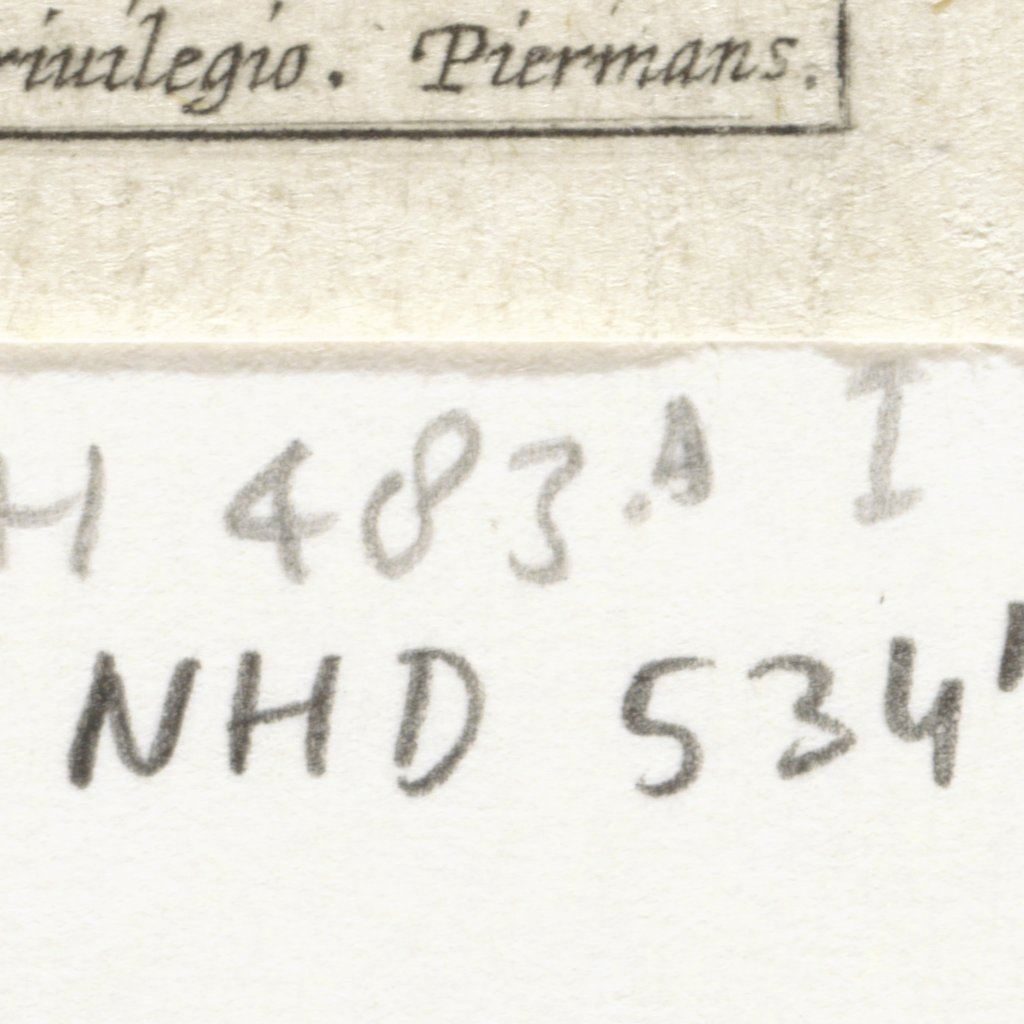 riuilegio. Piermans.
H 483.A I
NHD 534